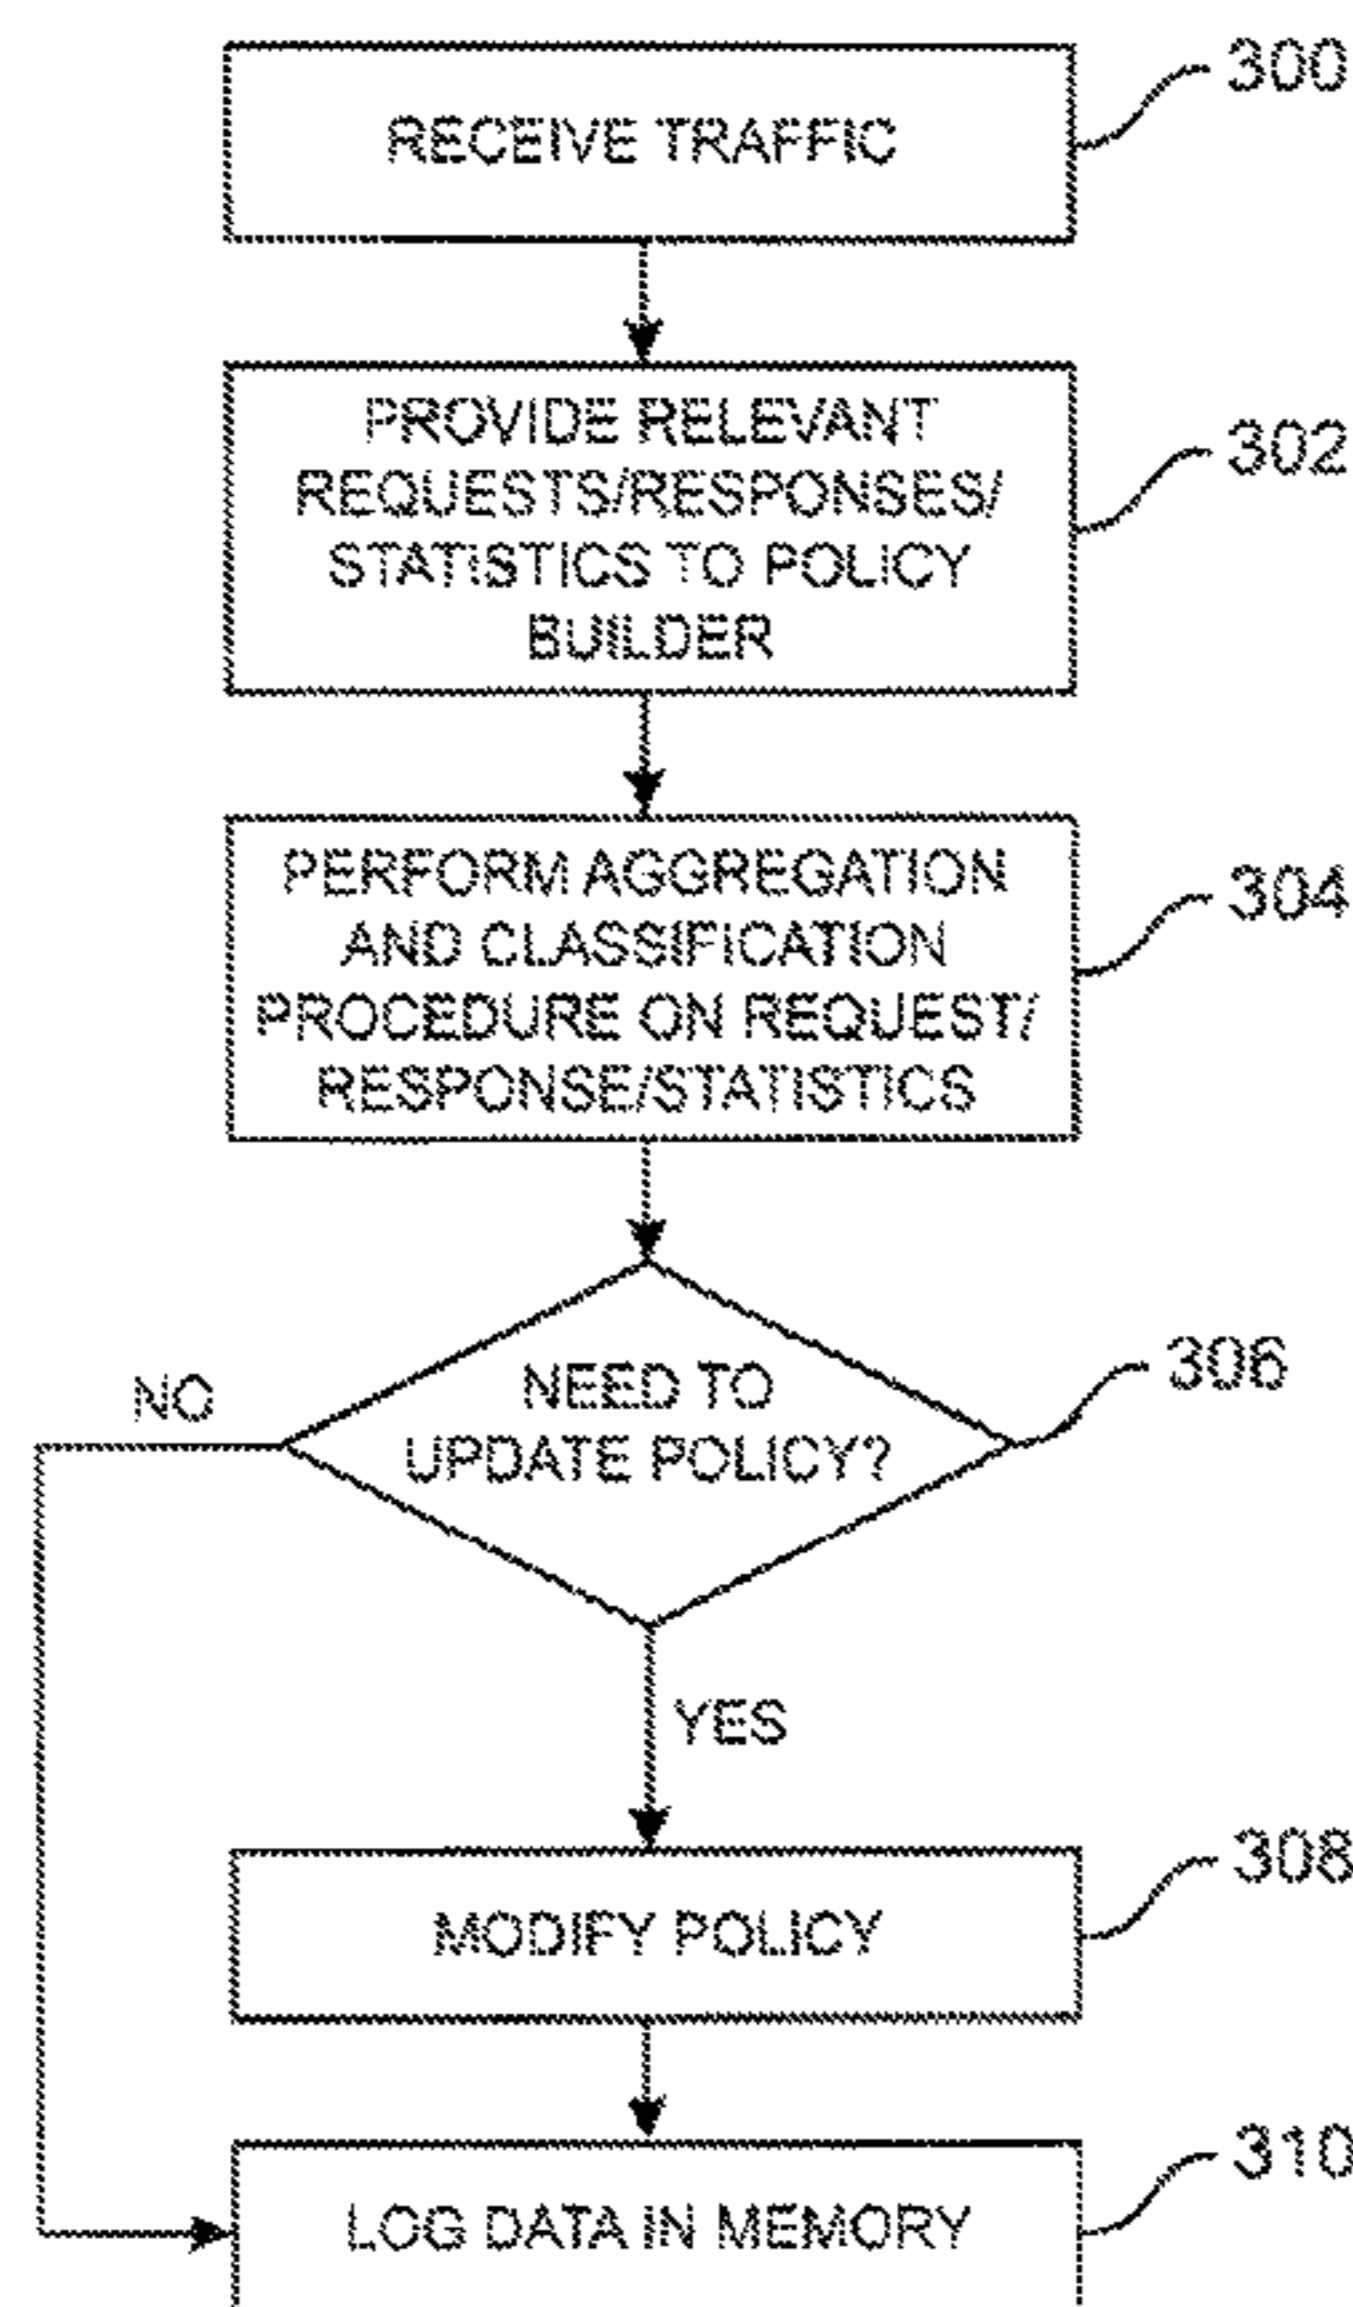 300
RECEIVE TRAFFIC
302
PROVIDE RELEVANT
REQUESTS/RESPONSES/
STATISTICS TO POLICY
BUILDER
304
PERFORM AGGREGATION
AND CLASSIFICATION
PROCEDURE ON REQUEST/
RESPONSE/STATISTICS
306
NO
NEED TO
UPDATE POLICY?
YES
308
MODIFY POLICY
310
LOG DATA IN MEMORY